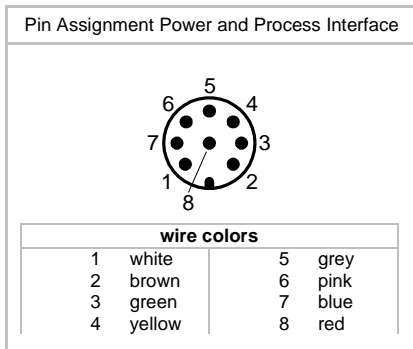 Pin Assignment Power and Process Interface
5
6 4
7 3
1 2
8
wire colors
1 white 5 grey
2 brown 6 pink
3 green 7 blue
4 yellow 8 red